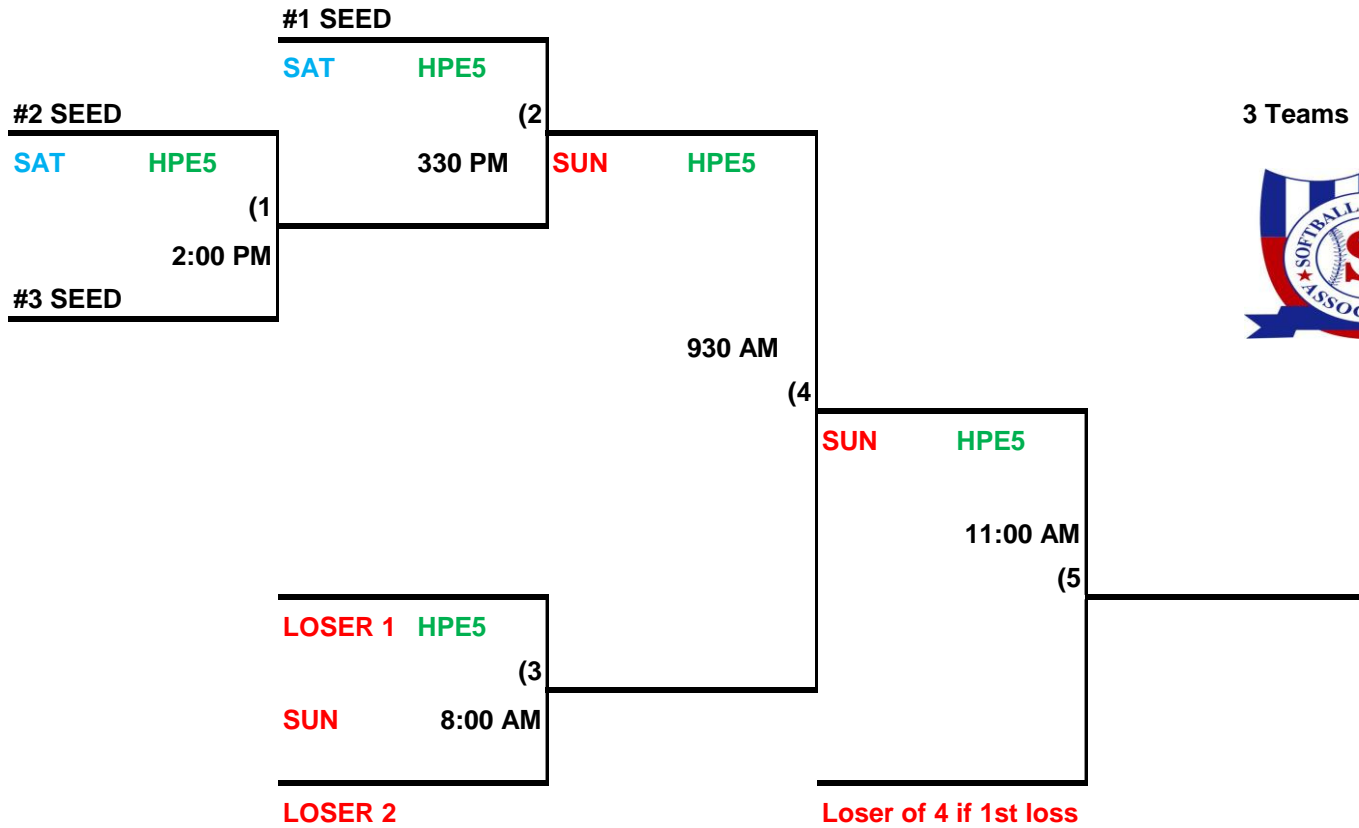 #1 SEED
SAT HPE5
#2 SEED
(2
3 Teams
SAT HPE5
330 PM
SUN HPE5
(1
2:00 PM
#3 SEED
930 AM
(4
SUN HPE5
11:00 AM
(5
LOSER 1 HPE5
(3
SUN 8:00 AM
LOSER 2
Loser of 4 if 1st loss